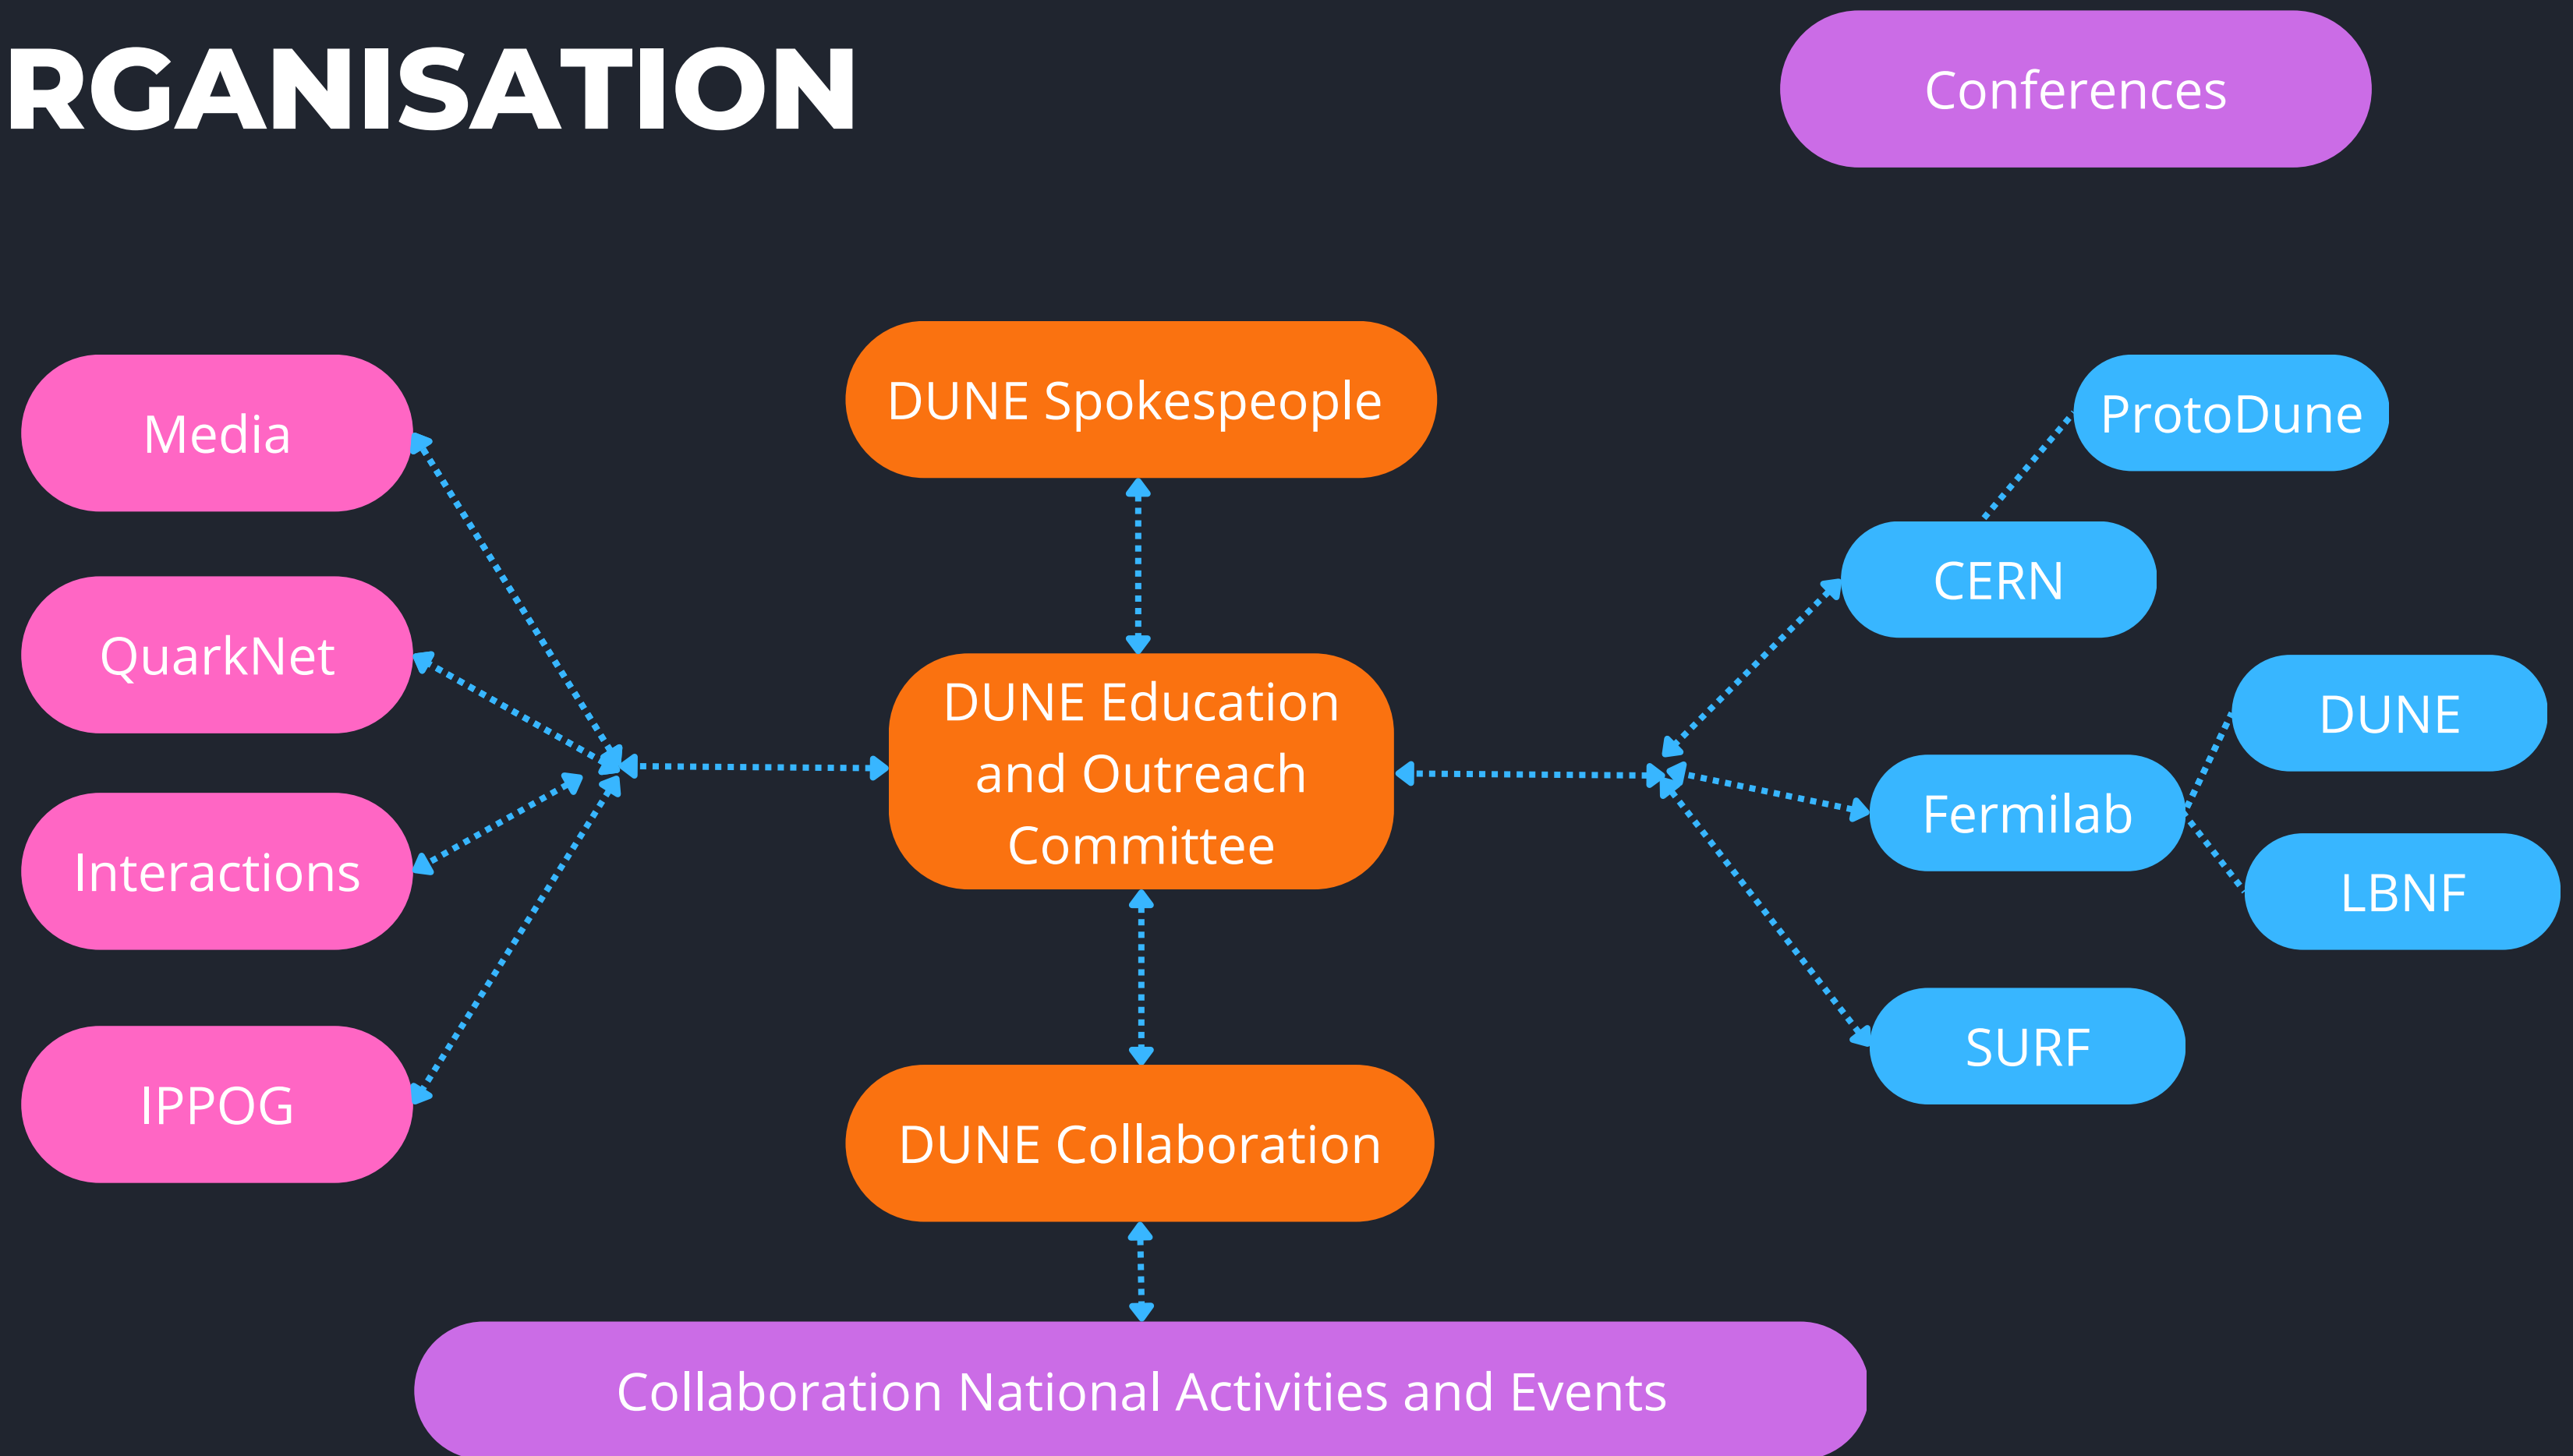 RGANISATION
Conferences
DUNE Spokespeople
Media
ProtoDune
CERN
QuarkNet
DUNE Education
and Outreach
Committee
DUNE
Fermilab
Interactions
LBNF
SURF
IPPOG
DUNE Collaboration
Collaboration National Activities and Events